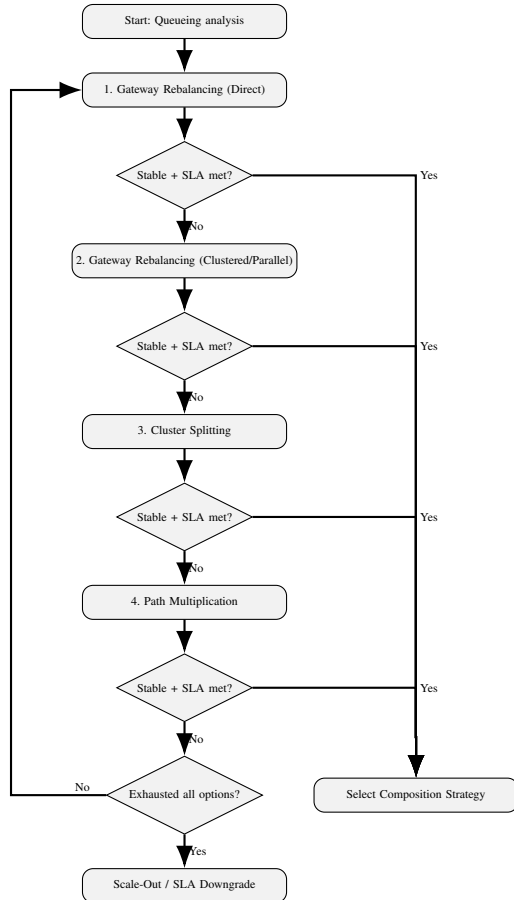 Start: Queueing analysis
1. Gateway Rebalancing (Direct)
Stable + SLA met?
Yes
No
2. Gateway Rebalancing (Clustered/Parallel)
Stable + SLA met?
Yes
No
3. Cluster Splitting
Stable + SLA met?
Yes
No
4. Path Multiplication
Stable + SLA met?
Yes
No
No
Exhausted all options?
Select Composition Strategy
Yes
Scale-Out / SLA Downgrade